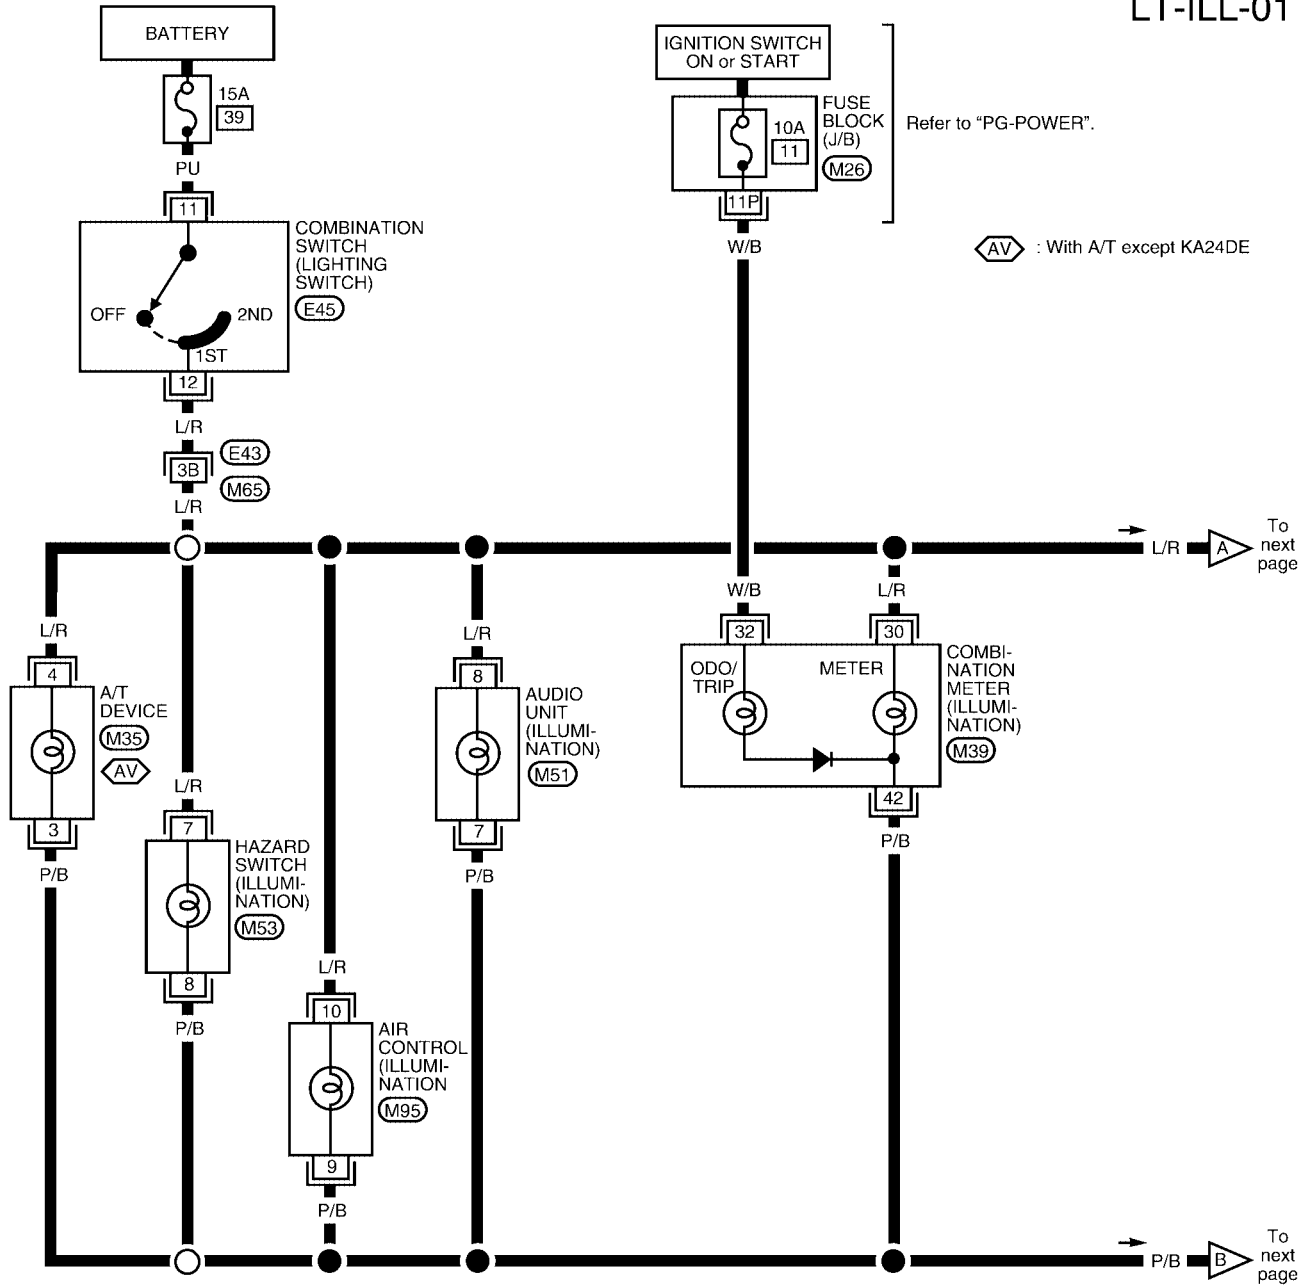 LT-ILL-01
BATTERY
15A
39
PU
11
COMBINATION
SWITCH
(LIGHTING
SWITCH)
E45
OFF
2ND
1ST
12
L/R
E43
3B
M65
L/R
IGNITION SWITCH
ON or START
FUSE
BLOCK
(J/B)
M26
10A
11
11P
W/B
Refer to “PG-POWER”.
AV : With A/T except KA24DE
L/R
A
To
next
page
L/R
4
A/T
DEVICE
M35
AV
3
P/B
L/R
7
HAZARD
SWITCH
(ILLUMI-
NATION)
M53
8
P/B
L/R
10
AIR
CONTROL
(ILLUMI-
NATION
M95
9
P/B
L/R
8
AUDIO
UNIT
(ILLUMI-
NATION)
M51
7
P/B
W/B
L/R
32
30
ODO/
TRIP
METER
COMBI-
NATION
METER
(ILLUMI-
NATION)
M39
42
P/B
P/B
B
To
next
page